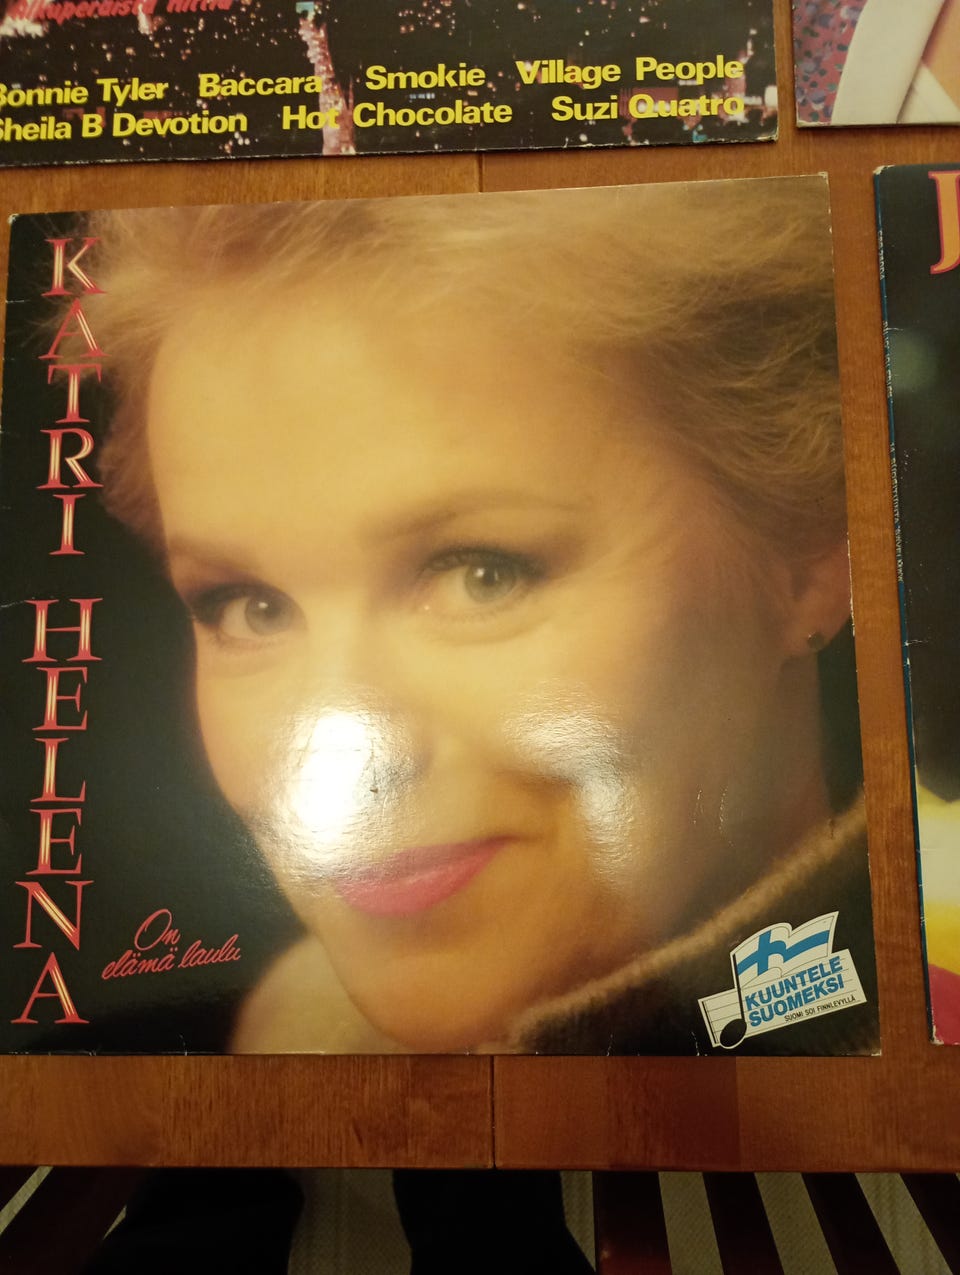 Bonnie Tyler Baccara Smokie Village People
Sheila B Devotion Hot Chocolate Suzi Quatro
KATRI HELENA
On
elämä laulu
KUUNTELE
SUOMEKSI
SUOMI SOI FINNLEVYLLÄ
J